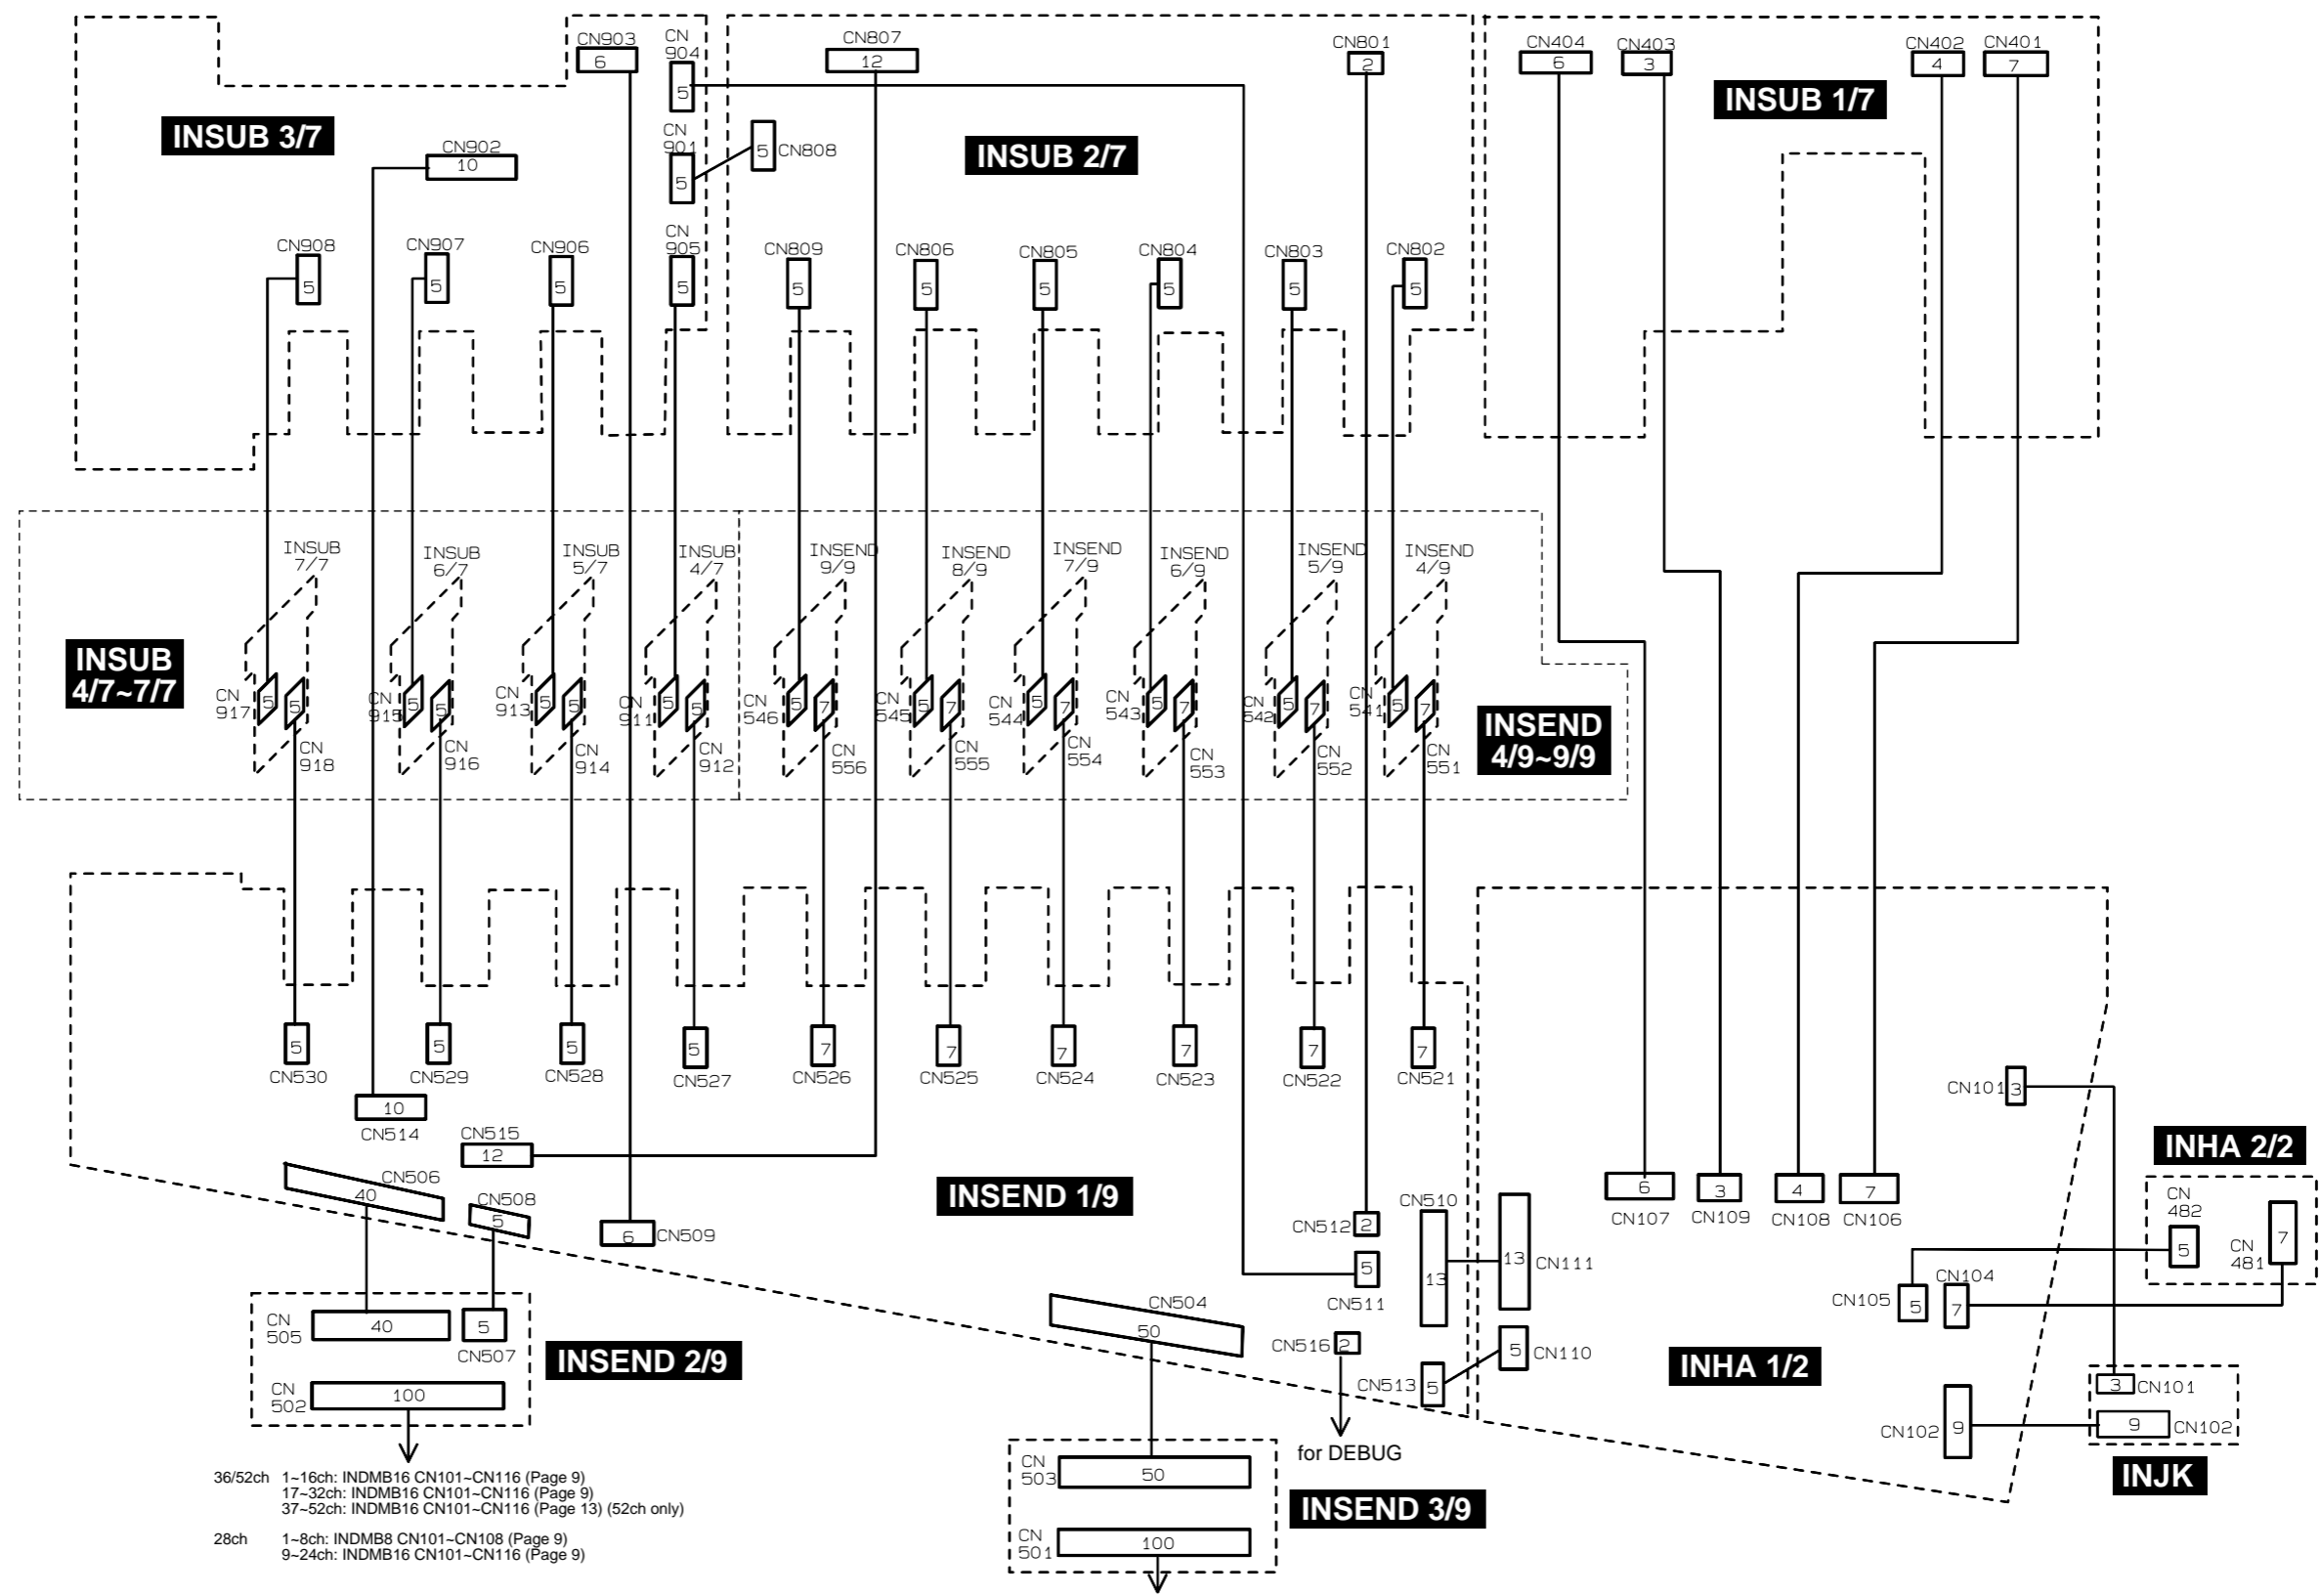 CN903
6
CN
904
5
CN807
12
CN801
2
CN404
6
CN403
3
CN402
4
CN401
7
INSUB 3/7
INSUB 2/7
INSUB 1/7
CN902
10
CN
901
5
5
CN808
CN908
5
CN907
5
CN906
5
CN
905
5
CN809
5
CN806
5
CN805
5
CN804
5
CN803
5
CN802
5
INSUB
7/7
INSUB
6/7
INSUB
5/7
INSUB
4/7
INSEND
9/9
INSEND
8/9
INSEND
7/9
INSEND
6/9
INSEND
5/9
INSEND
4/9
INSUB
4/7~7/7
CN
917
5
5
CN
918
CN
915
5
5
CN
916
CN
913
5
5
CN
914
CN
911
5
5
CN
912
CN
546
5
7
CN
556
CN
545
5
7
CN
555
CN
544
5
7
CN
554
CN
543
5
7
CN
553
CN
542
5
7
CN
552
CN
541
5
7
CN
551
INSEND
4/9~9/9
5
CN530
5
CN529
5
CN528
5
CN527
7
CN526
7
CN525
7
CN524
7
CN523
7
CN522
7
CN521
10
CN514
CN515
12
CN506
40
CN508
5
6
CN509
INSEND 1/9
CN512
2
5
CN511
CN510
13
13
CN111
6
CN107
3
CN109
4
CN108
7
CN106
CN101
3
INHA 2/2
CN
482
5
CN
481
7
CN105
5
CN104
7
CN
505
40
5
CN507
INSEND 2/9
CN
502
100
CN504
50
CN516
2
CN513
5
5
CN110
INHA 1/2
3
CN101
CN102
9
9
CN102
INJK
for DEBUG
CN
503
50
INSEND 3/9
CN
501
100
36/52ch 1~16ch: INDMB16 CN101~CN116 (Page 9)
17~32ch: INDMB16 CN101~CN116 (Page 9)
37~52ch: INDMB16 CN101~CN116 (Page 13) (52ch only)
28ch 1~8ch: INDMB8 CN101~CN108 (Page 9)
9~24ch: INDMB16 CN101~CN116 (Page 9)